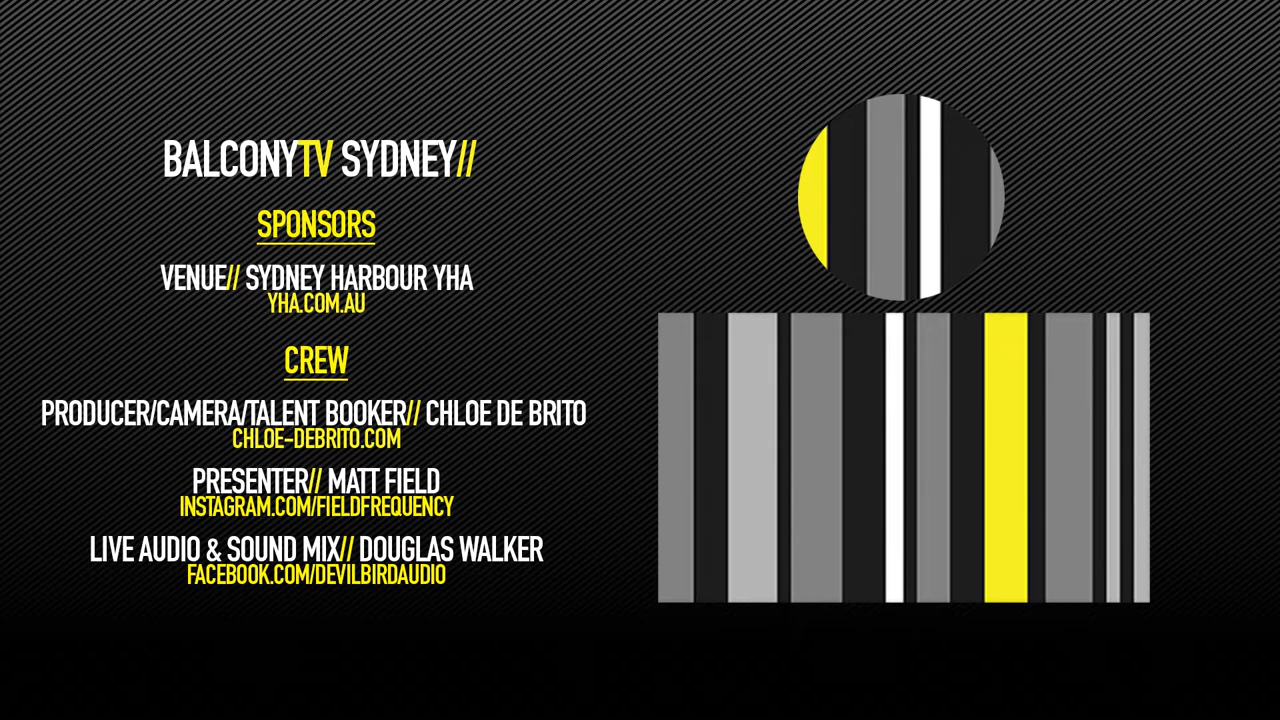 BALCONYTV SYDNEY//
SPONSORS
VENUE// SYDNEY HARBOUR YHA
YHA.COM.AU
CREW
PRODUCER/CAMERA/TALENT BOOKER// CHLOE DE BRITO
CHLOE-DEBRITO.COM
PRESENTER// MATT FIELD
INSTAGRAM.COM/FIELDFREQUENCY
LIVE AUDIO & SOUND MIX// DOUGLAS WALKER
FACEBOOK.COM/DEVILBIRDAUDIO